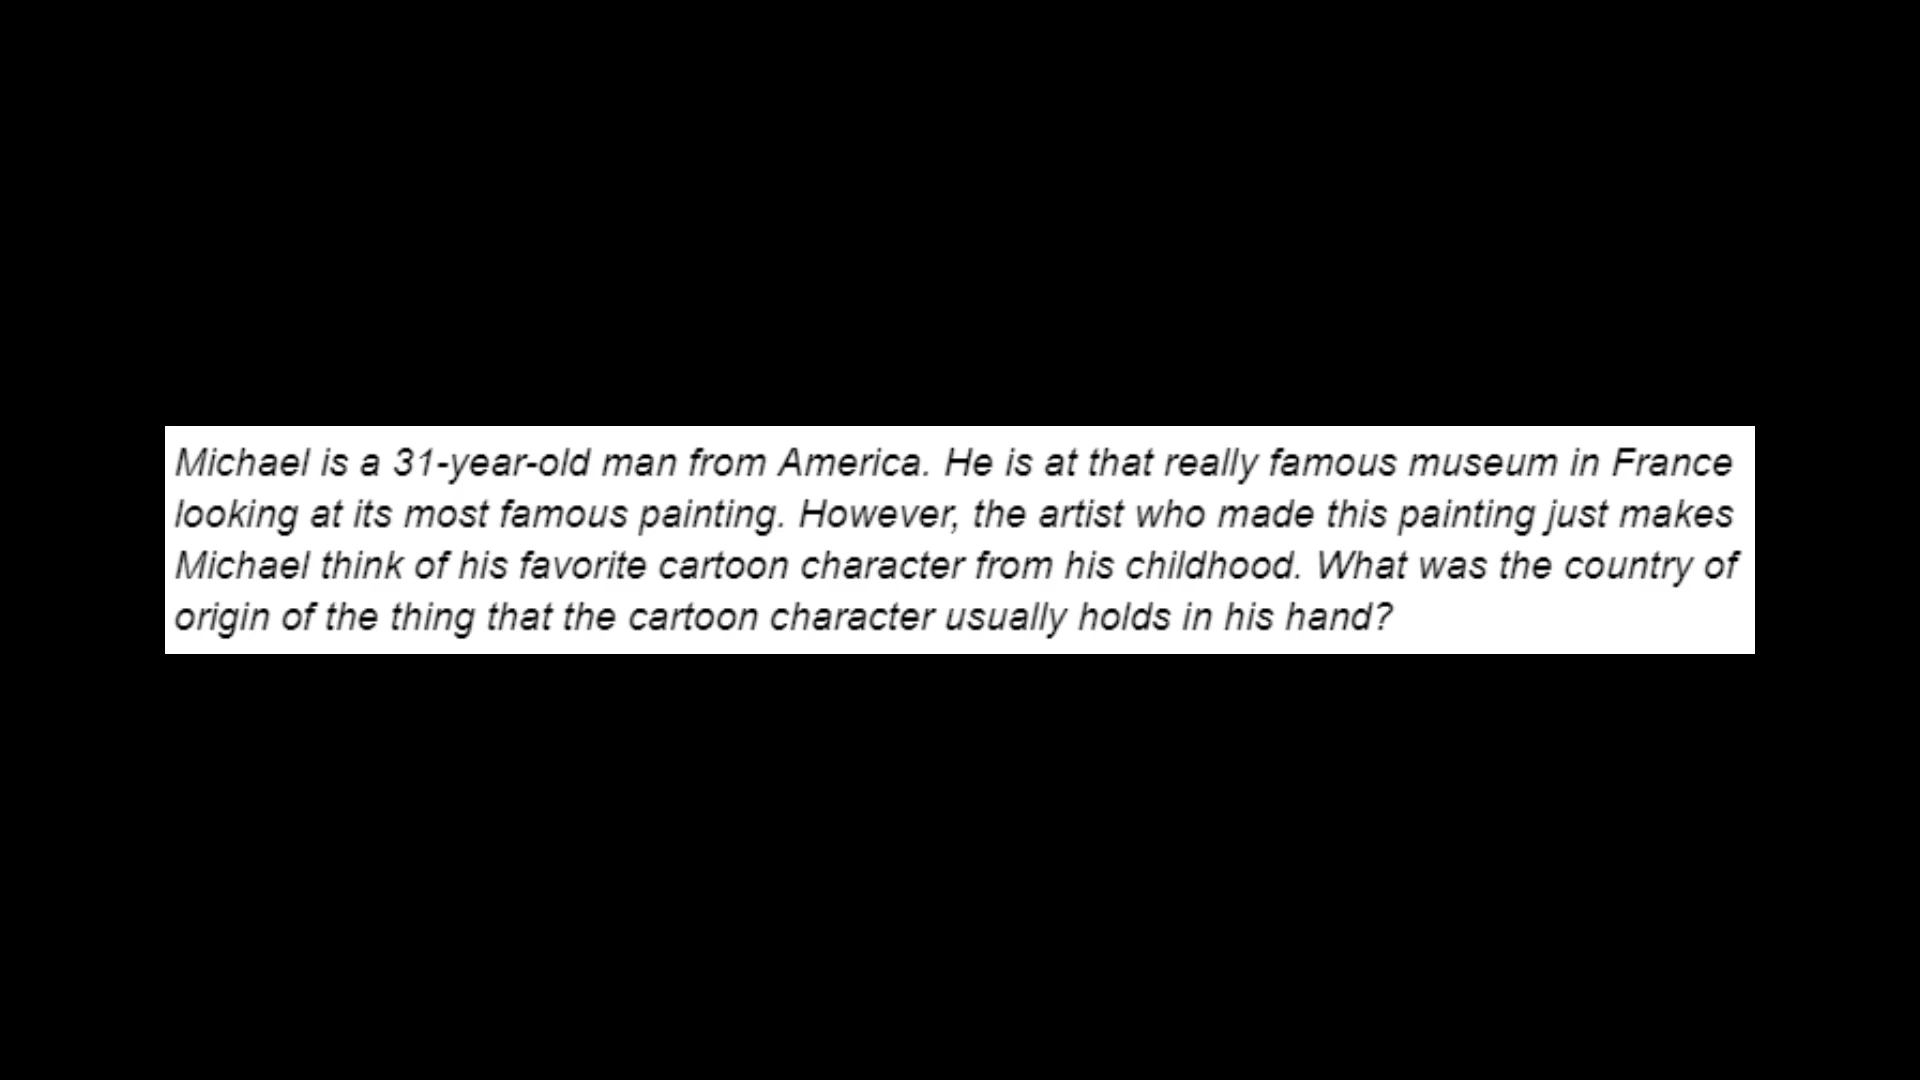 Michael is a 31-year-old man from America. He is at that really famous museum in France
looking at its most famous painting. However, the artist who made this painting just makes
Michael think of his favorite cartoon character from his childhood. What was the country of
origin of the thing that the cartoon character usually holds in his hand?